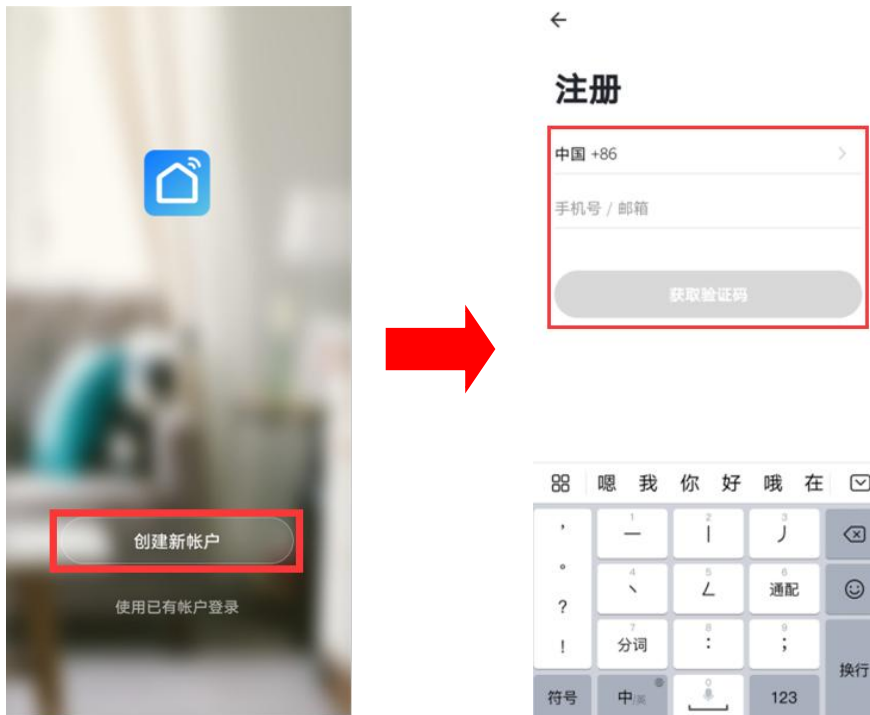 创建新帐户
使用已有帐户登录
注册
中国 +86
手机号 / 邮箱
获取验证码
嗯 我 你 好 哦 在
，
。
?
!
1
一
2
丨
3
丿
4
丶
5
𠃋
6
通配
7
分词
8
:
9
;
换行
符号
中/英
0
123